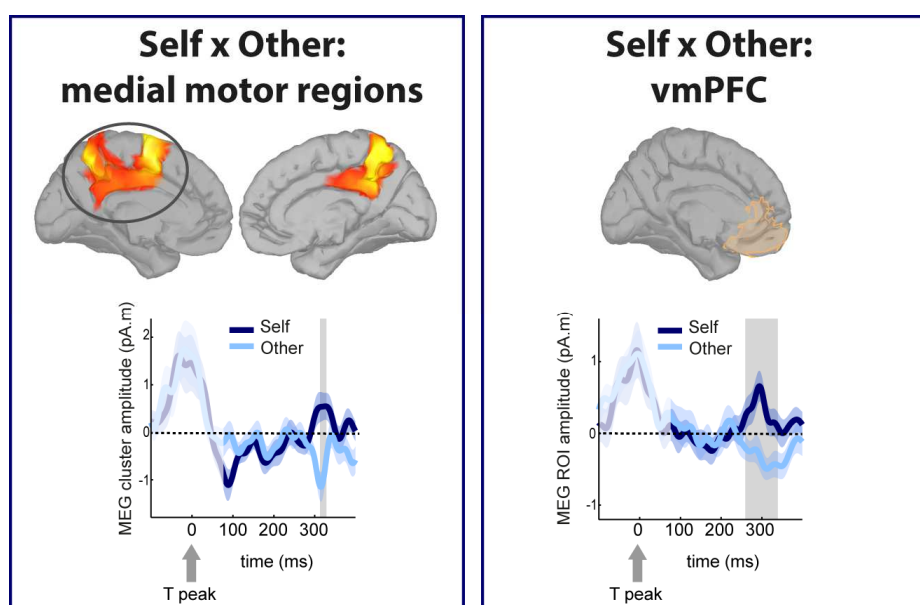 Self x Other:
medial motor regions
MEG cluster amplitude (pA.m)
2
1
0
-1
Self
Other
0 100 200 300
time (ms)
T peak
Self x Other:
vmPFC
MEG ROI amplitude (pA.m)
1
0
-1
Self
Other
0 100 200 300
time (ms)
T peak